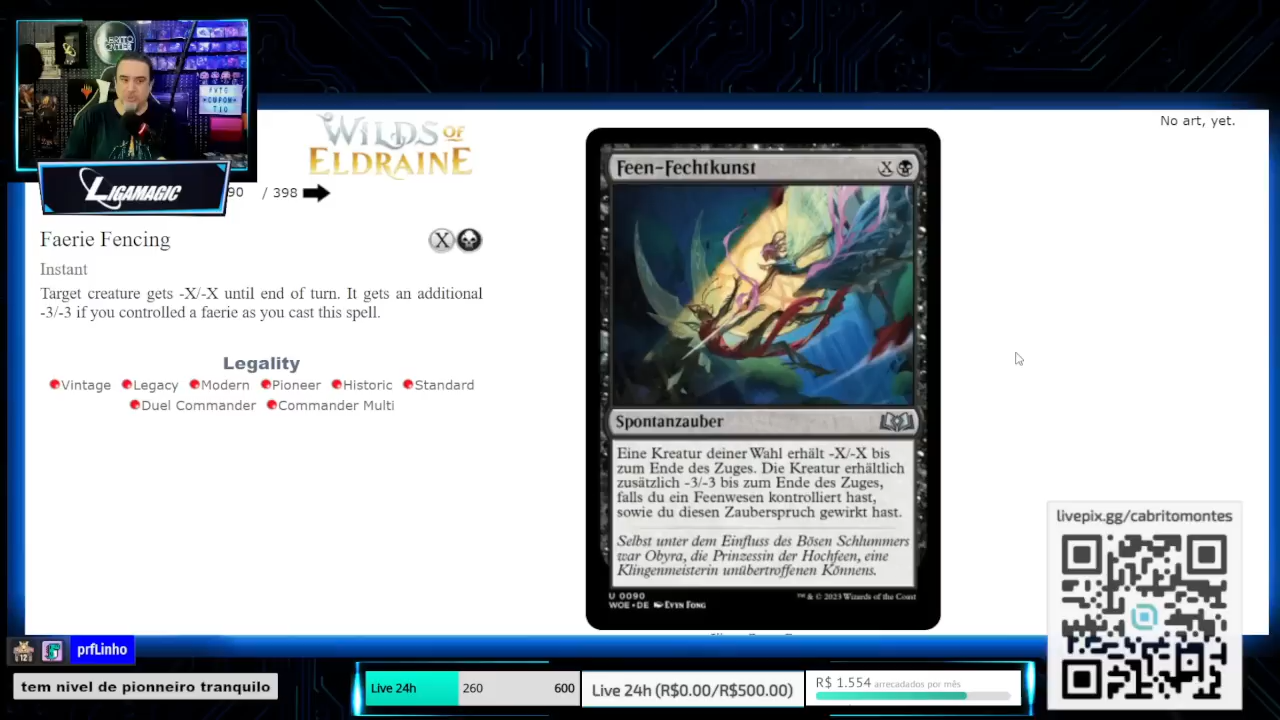 LIGAMAGIC
WILDS OF
ELDRAINE
90 / 398
No art, yet.
Faerie Fencing
X
Instant
Target creature gets -X/-X until end of turn. It gets an additional
-3/-3 if you controlled a faerie as you cast this spell.
Legality
Vintage Legacy Modern Pioneer Historic Standard
Duel Commander Commander Multi
Feen-Fechtkunst X
Spontanzauber
Eine Kreatur deiner Wahl erhält -X/-X bis
zum Ende des Zuges. Die Kreatur erhältlich
zusätzlich -3/-3 bis zum Ende des Zuges,
falls du ein Feenwesen kontrolliert hast,
sowie du diesen Zauberspruch gewirkt hast.
Selbst unter dem Einfluss des Bösen Schlummers
war Obyra, die Prinzessin der Hochfeen, eine
Klingenmeisterin unübertroffenen Könnens.
U 0090
WOE • DE Evyn Fong
™ & © 2023 Wizards of the Coast
livepix.gg/cabritomontes
12
prfLinho
tem nivel de pionneiro tranquilo
Live 24h 260 600
Live 24h (R$0.00/R$500.00)
R$ 1.554 arrecadados por mês